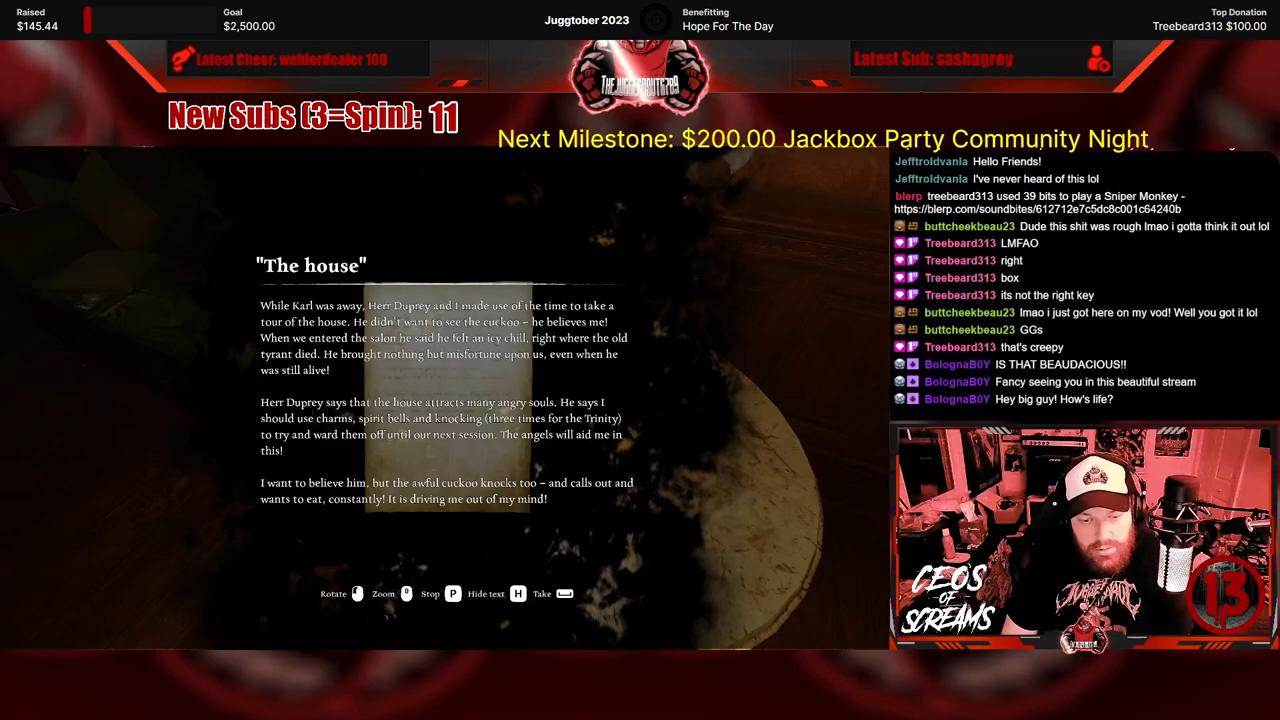 Raised
$145.44
Goal
$2,500.00
Juggtober 2023
Benefitting
Hope For The Day
Top Donation
Treebeard313 $100.00
Latest Cheer: wehlerdealer 100
THEJUGGERNAUT6789
Latest Sub: sashagrey
New Subs (3=Spin): 11
Next Milestone: $200.00 Jackbox Party Community Night
Jefftroidvania Hello Friends!
Jefftroidvania I've never heard of this lol
blerp treebeard313 used 39 bits to play a Sniper Monkey -
https://blerp.com/soundbites/612712e7c5dc8c001c64240b
buttcheekbeau23 Dude this shit was rough lmao i gotta think it out lol
Treebeard313 LMFAO
Treebeard313 right
Treebeard313 box
Treebeard313 its not the right key
buttcheekbeau23 lmao i just got here on my vod! Well you got it lol
buttcheekbeau23 GGs
Treebeard313 that's creepy
BolognaB0Y IS THAT BEAUDACIOUS!!
BolognaB0Y Fancy seeing you in this beautiful stream
BolognaB0Y Hey big guy! How's life?
"The house"
While Karl was away, Herr Duprey and I made use of the time to take a
tour of the house. He didn't want to see the cuckoo – he believes me!
When we entered the salon he said he felt an icy chill, right where the old
tyrant died. He brought nothing but misfortune upon us, even when he
was still alive!
Herr Duprey says that the house attracts many angry souls. He says I
should use charms, spirit bells and knocking (three times for the Trinity)
to try and ward them off until our next session. The angels will aid me in
this!
I want to believe him, but the awful cuckoo knocks too – and calls out and
wants to eat, constantly! It is driving me out of my mind!
Rotate Zoom Stop P Hide text H Take
CEOS
OF
SCREAMS
13